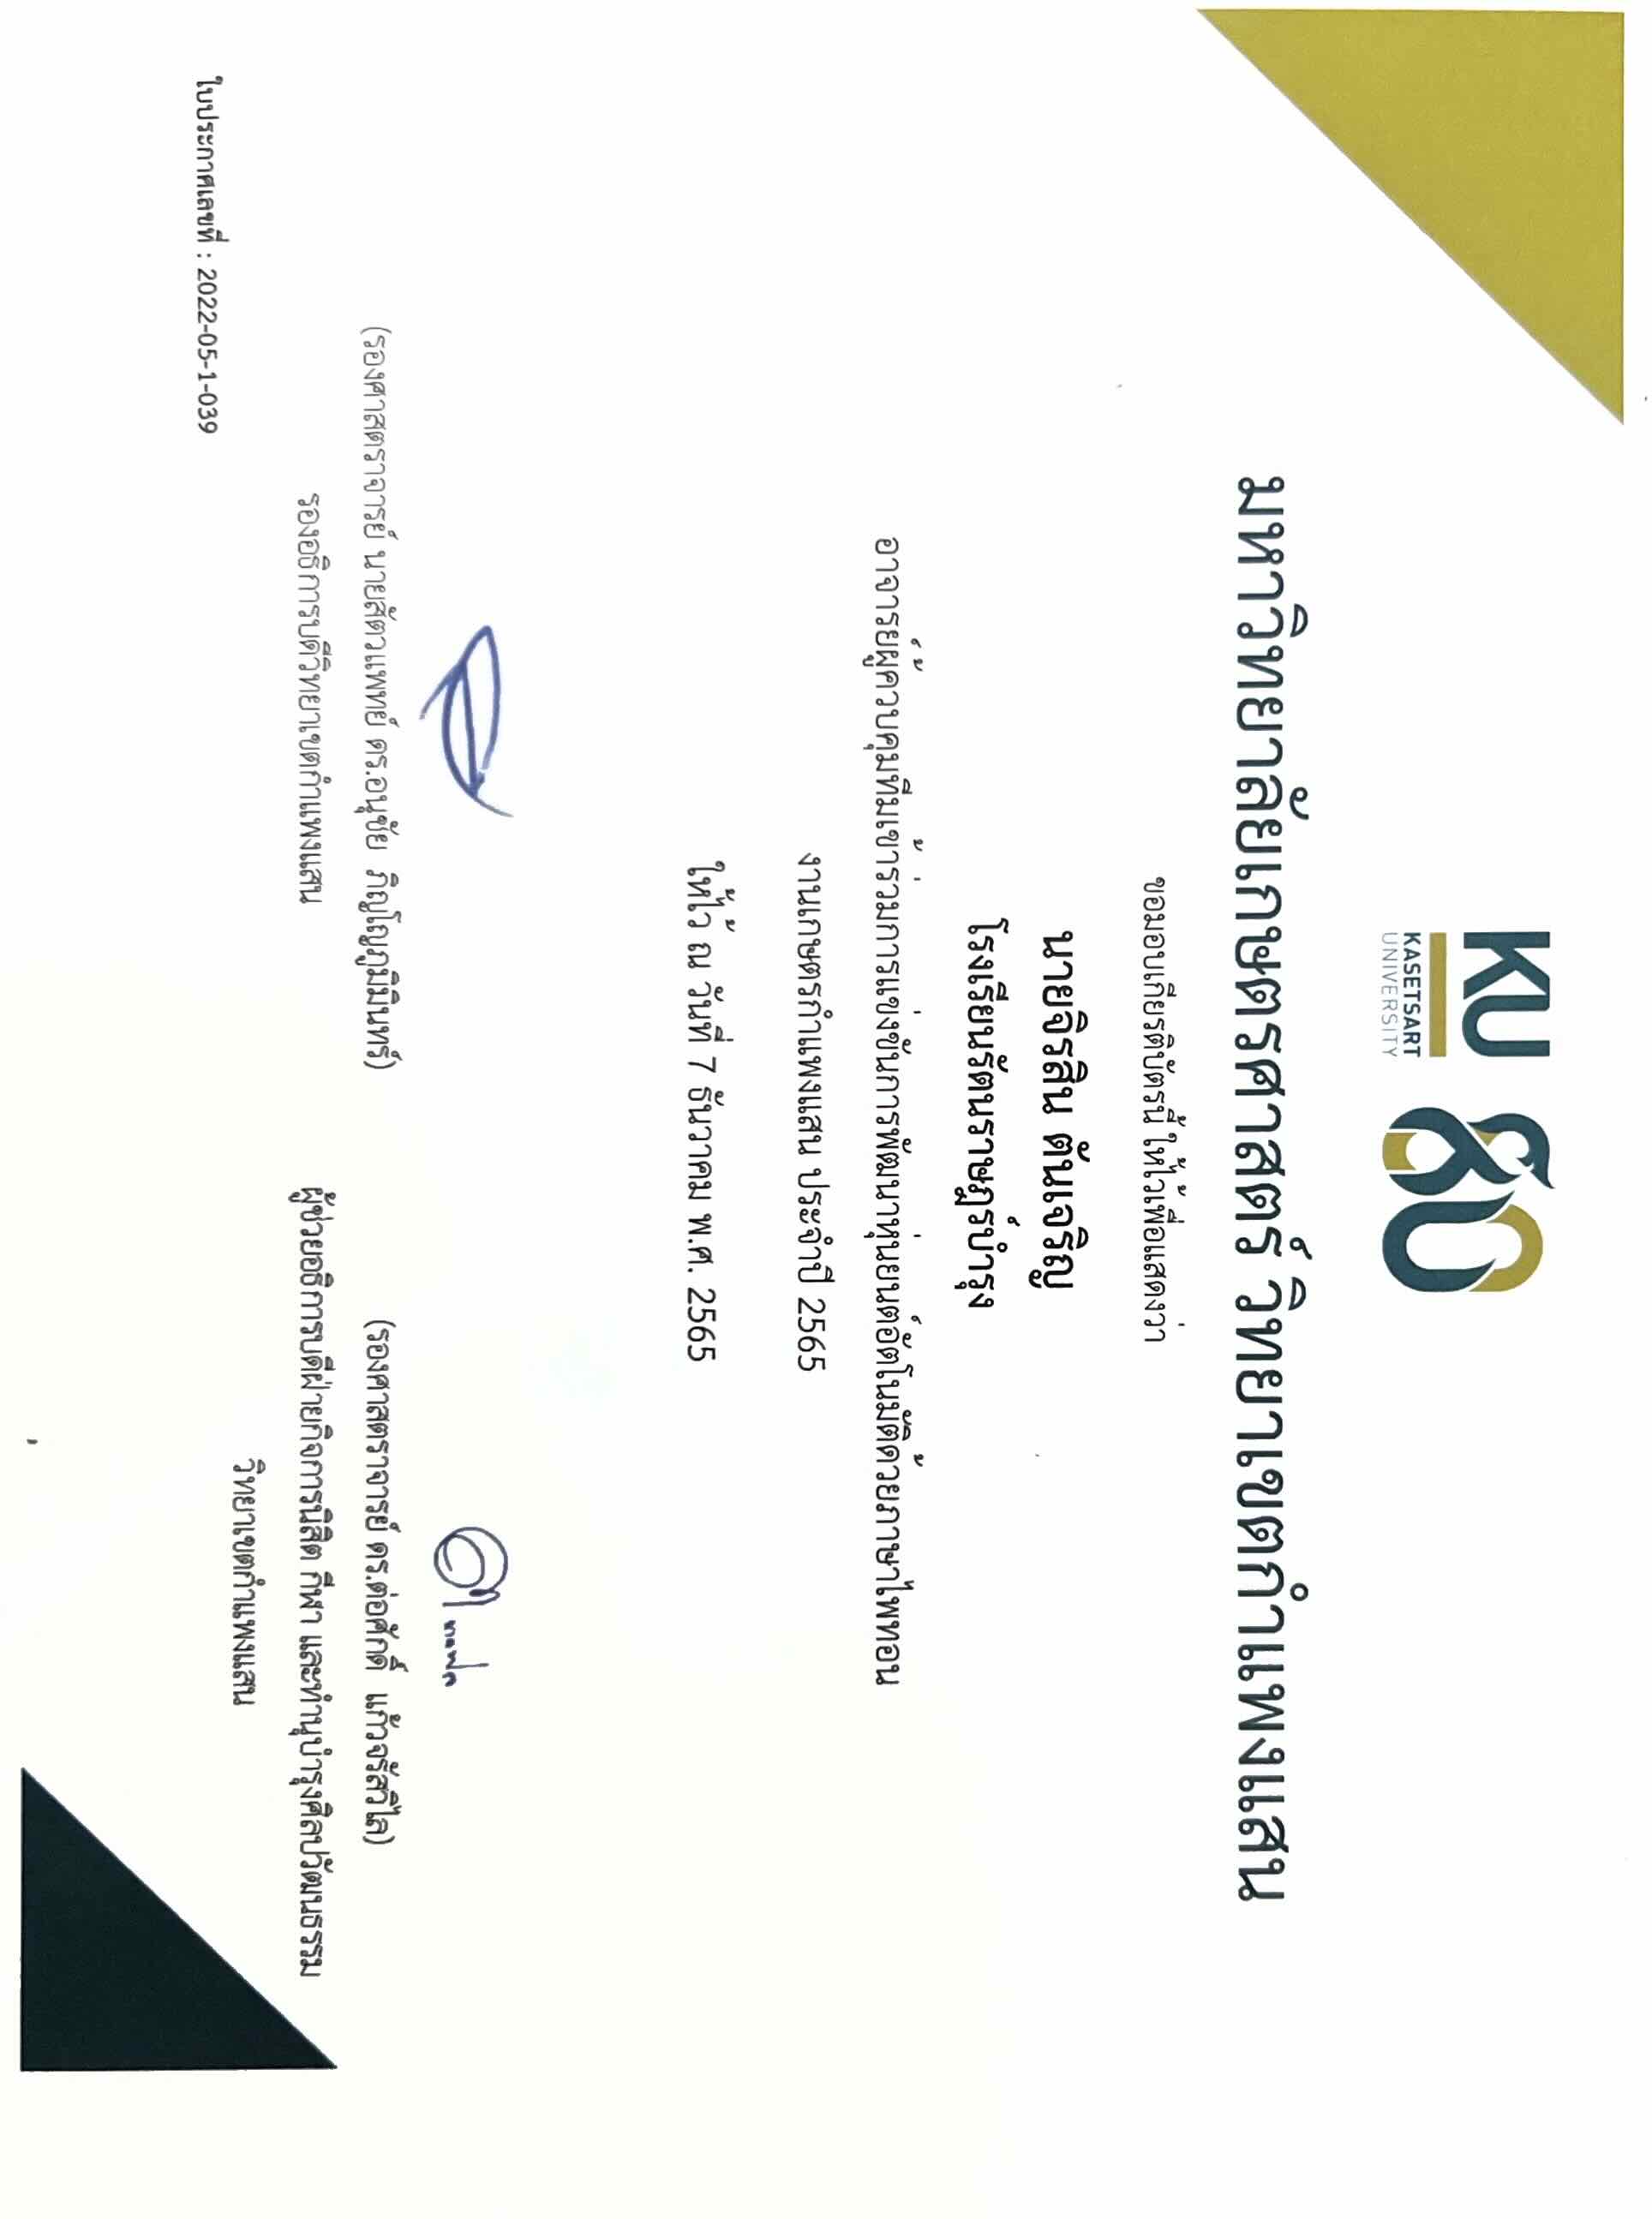 KU 80
KASETSART
UNIVERSITY
มหาวิทยาลัยเกษตรศาสตร์ วิทยาเขตกำแพงแสน
ขอมอบเกียรติบัตรนี้ ให้ไว้เพื่อแสดงว่า
นายจิรสิน ตันเจริญ
โรงเรียนรัตนราษฎร์บำรุง
อาจารย์ผู้ควบคุมทีมเข้าร่วมการแข่งขันการพัฒนาหุ่นยนต์อัตโนมัติด้วยภาษาไพทอน
งานเกษตรกำแพงแสน ประจำปี 2565
ให้ไว้ ณ วันที่ 7 ธันวาคม พ.ศ. 2565
(รองศาสตราจารย์ นายสัตวแพทย์ ดร.อนุชัย ภิญโญภูมิมินทร์)
รองอธิการบดีวิทยาเขตกำแพงแสน
(รองศาสตราจารย์ ดร.ต่อศักดิ์ แก้วจรัสวิไล)
ผู้ช่วยอธิการบดีฝ่ายกิจการนิสิต กีฬา และทำนุบำรุงศิลปวัฒนธรรม
วิทยาเขตกำแพงแสน
ใบประกาศเลขที่ : 2022-05-1-039